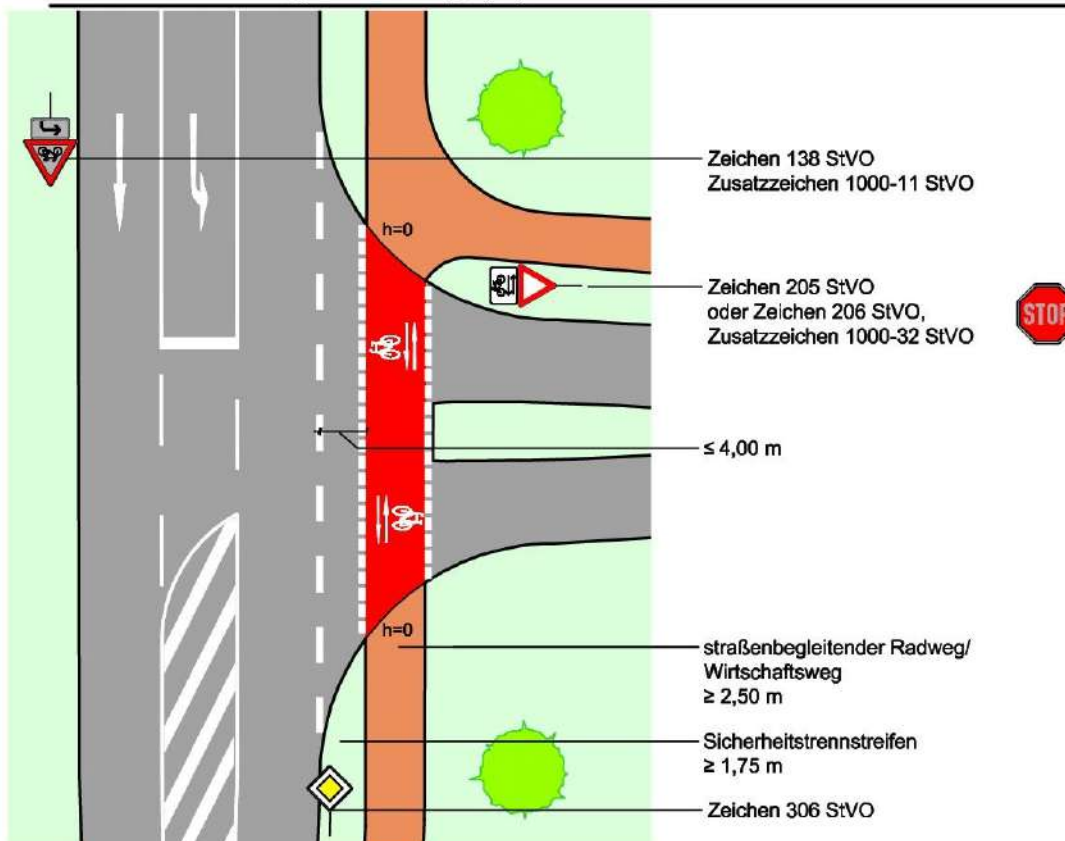 Zeichen 138 StVO
Zusatzzeichen 1000-11 StVO
h=0
Zeichen 205 StVO
oder Zeichen 206 StVO,
Zusatzzeichen 1000-32 StVO
STOP
≤ 4,00 m
h=0
straßenbegleitender Radweg/
Wirtschaftsweg
≥ 2,50 m
Sicherheitstrennstreifen
≥ 1,75 m
Zeichen 306 StVO